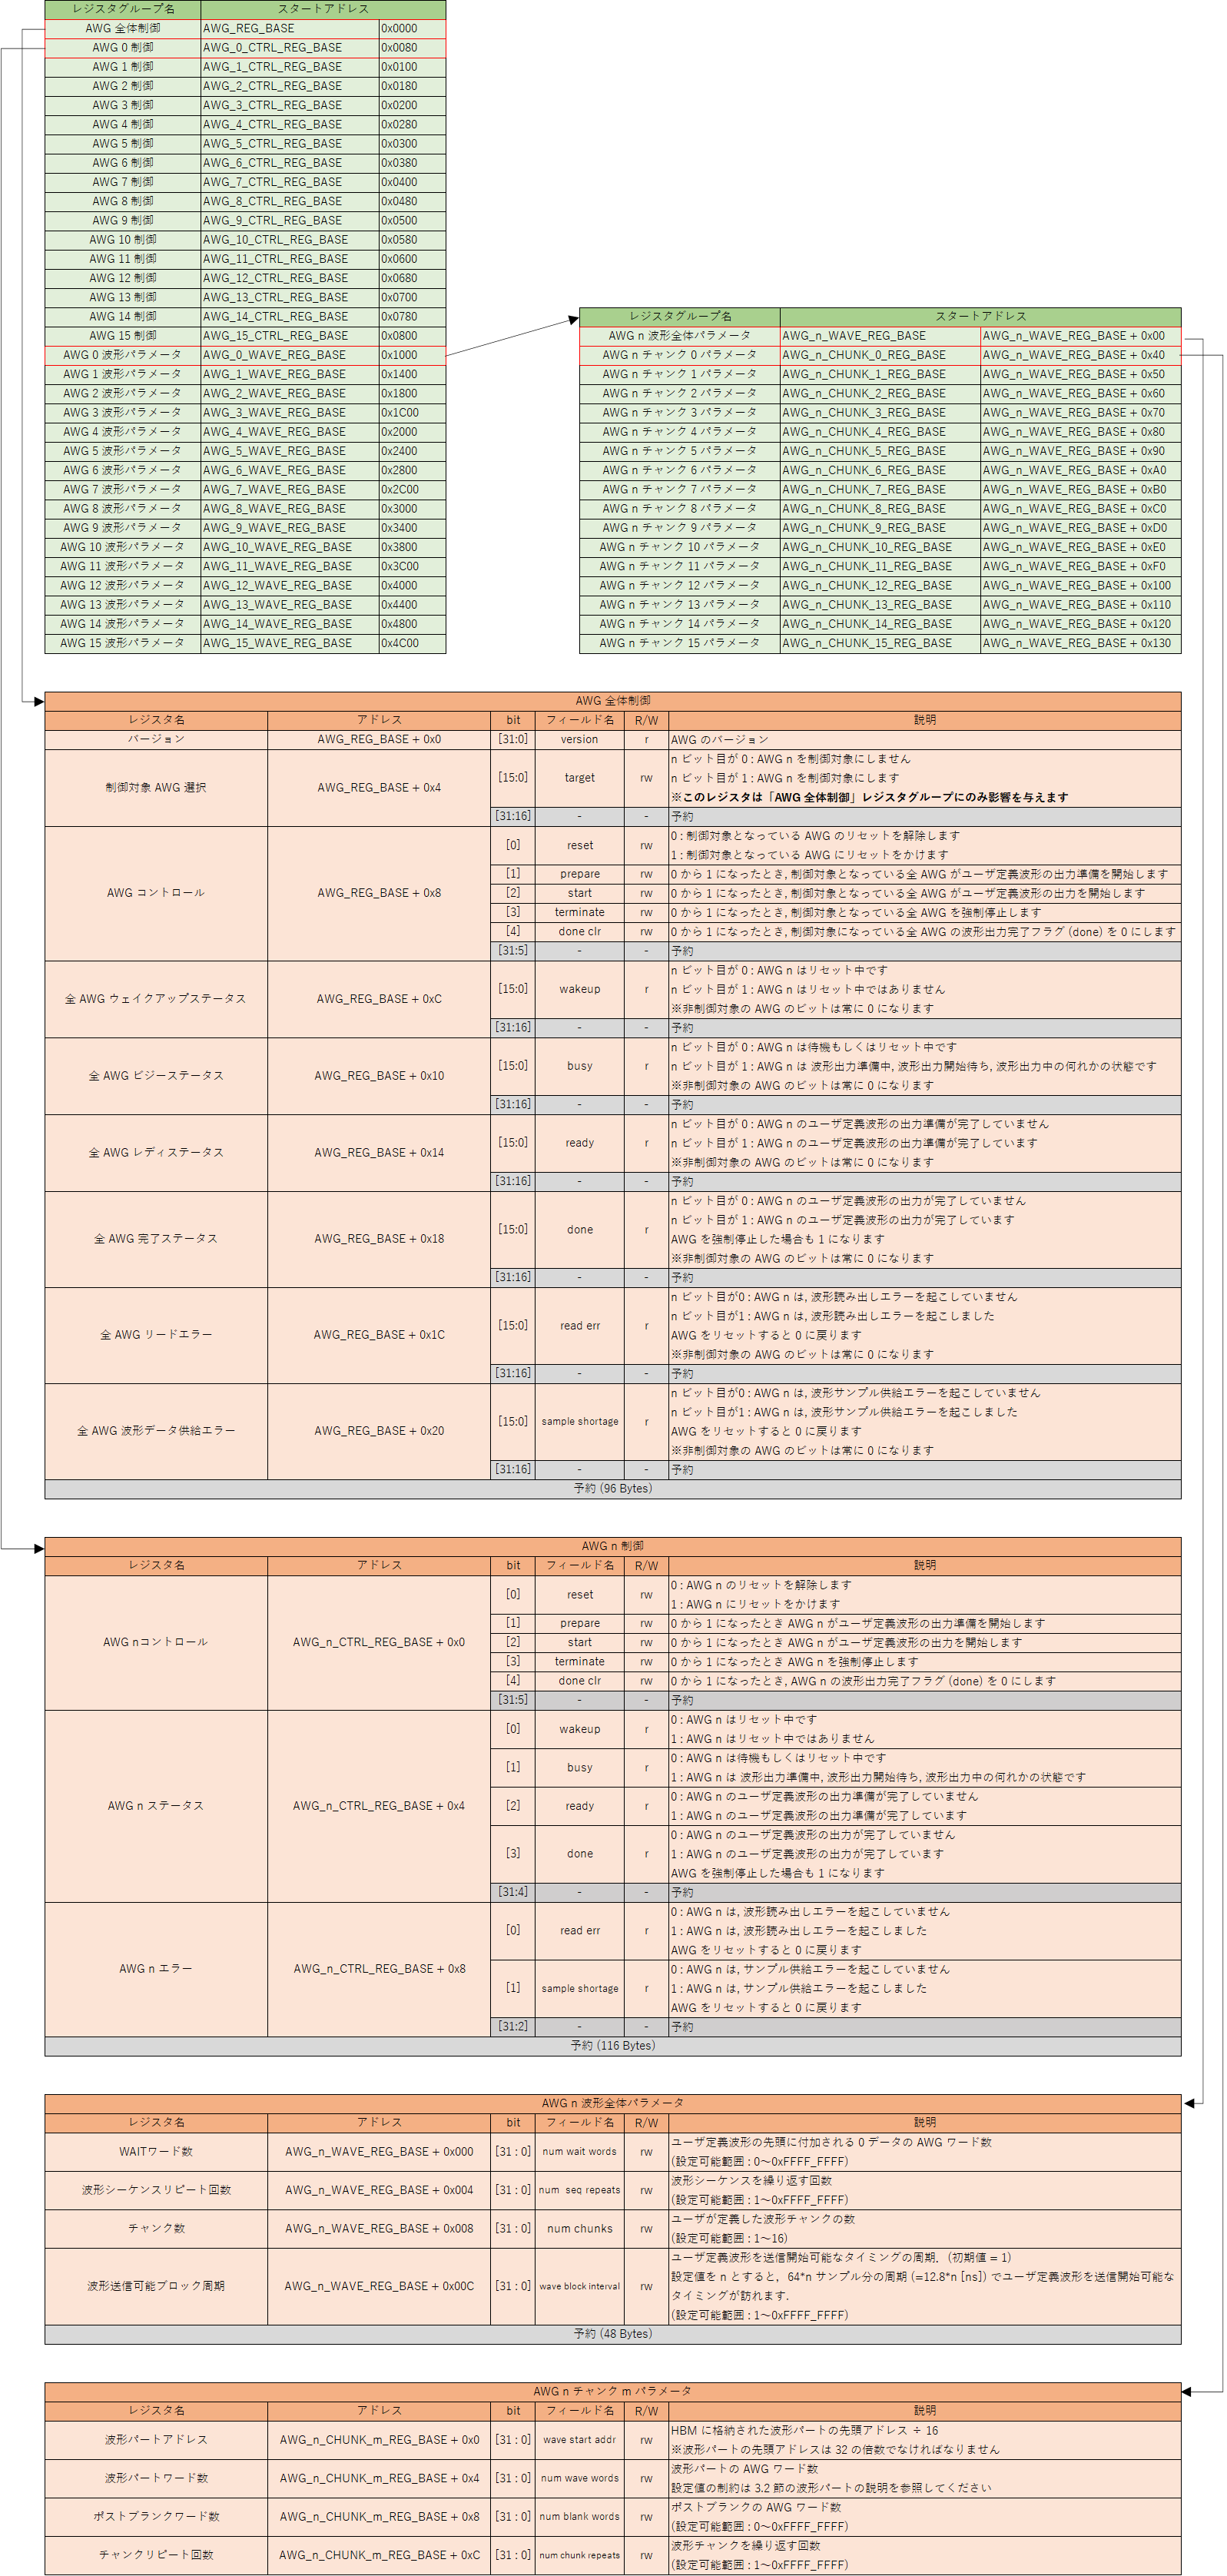 レジスタグループ名 スタートアドレス
AWG 全体制御 AWG_REG_BASE 0x0000
AWG 0 制御 AWG_0_CTRL_REG_BASE 0x0080
AWG 1 制御 AWG_1_CTRL_REG_BASE 0x0100
AWG 2 制御 AWG_2_CTRL_REG_BASE 0x0180
AWG 3 制御 AWG_3_CTRL_REG_BASE 0x0200
AWG 4 制御 AWG_4_CTRL_REG_BASE 0x0280
AWG 5 制御 AWG_5_CTRL_REG_BASE 0x0300
AWG 6 制御 AWG_6_CTRL_REG_BASE 0x0380
AWG 7 制御 AWG_7_CTRL_REG_BASE 0x0400
AWG 8 制御 AWG_8_CTRL_REG_BASE 0x0480
AWG 9 制御 AWG_9_CTRL_REG_BASE 0x0500
AWG 10 制御 AWG_10_CTRL_REG_BASE 0x0580
AWG 11 制御 AWG_11_CTRL_REG_BASE 0x0600
AWG 12 制御 AWG_12_CTRL_REG_BASE 0x0680
AWG 13 制御 AWG_13_CTRL_REG_BASE 0x0700
AWG 14 制御 AWG_14_CTRL_REG_BASE 0x0780
AWG 15 制御 AWG_15_CTRL_REG_BASE 0x0800
AWG 0 波形パラメータ AWG_0_WAVE_REG_BASE 0x1000
AWG 1 波形パラメータ AWG_1_WAVE_REG_BASE 0x1400
AWG 2 波形パラメータ AWG_2_WAVE_REG_BASE 0x1800
AWG 3 波形パラメータ AWG_3_WAVE_REG_BASE 0x1C00
AWG 4 波形パラメータ AWG_4_WAVE_REG_BASE 0x2000
AWG 5 波形パラメータ AWG_5_WAVE_REG_BASE 0x2400
AWG 6 波形パラメータ AWG_6_WAVE_REG_BASE 0x2800
AWG 7 波形パラメータ AWG_7_WAVE_REG_BASE 0x2C00
AWG 8 波形パラメータ AWG_8_WAVE_REG_BASE 0x3000
AWG 9 波形パラメータ AWG_9_WAVE_REG_BASE 0x3400
AWG 10 波形パラメータ AWG_10_WAVE_REG_BASE 0x3800
AWG 11 波形パラメータ AWG_11_WAVE_REG_BASE 0x3C00
AWG 12 波形パラメータ AWG_12_WAVE_REG_BASE 0x4000
AWG 13 波形パラメータ AWG_13_WAVE_REG_BASE 0x4400
AWG 14 波形パラメータ AWG_14_WAVE_REG_BASE 0x4800
AWG 15 波形パラメータ AWG_15_WAVE_REG_BASE 0x4C00
レジスタグループ名 スタートアドレス
AWG n 波形全体パラメータ AWG_n_WAVE_REG_BASE AWG_n_WAVE_REG_BASE + 0x00
AWG n チャンク 0 パラメータ AWG_n_CHUNK_0_REG_BASE AWG_n_WAVE_REG_BASE + 0x40
AWG n チャンク 1 パラメータ AWG_n_CHUNK_1_REG_BASE AWG_n_WAVE_REG_BASE + 0x50
AWG n チャンク 2 パラメータ AWG_n_CHUNK_2_REG_BASE AWG_n_WAVE_REG_BASE + 0x60
AWG n チャンク 3 パラメータ AWG_n_CHUNK_3_REG_BASE AWG_n_WAVE_REG_BASE + 0x70
AWG n チャンク 4 パラメータ AWG_n_CHUNK_4_REG_BASE AWG_n_WAVE_REG_BASE + 0x80
AWG n チャンク 5 パラメータ AWG_n_CHUNK_5_REG_BASE AWG_n_WAVE_REG_BASE + 0x90
AWG n チャンク 6 パラメータ AWG_n_CHUNK_6_REG_BASE AWG_n_WAVE_REG_BASE + 0xA0
AWG n チャンク 7 パラメータ AWG_n_CHUNK_7_REG_BASE AWG_n_WAVE_REG_BASE + 0xB0
AWG n チャンク 8 パラメータ AWG_n_CHUNK_8_REG_BASE AWG_n_WAVE_REG_BASE + 0xC0
AWG n チャンク 9 パラメータ AWG_n_CHUNK_9_REG_BASE AWG_n_WAVE_REG_BASE + 0xD0
AWG n チャンク 10 パラメータ AWG_n_CHUNK_10_REG_BASE AWG_n_WAVE_REG_BASE + 0xE0
AWG n チャンク 11 パラメータ AWG_n_CHUNK_11_REG_BASE AWG_n_WAVE_REG_BASE + 0xF0
AWG n チャンク 12 パラメータ AWG_n_CHUNK_12_REG_BASE AWG_n_WAVE_REG_BASE + 0x100
AWG n チャンク 13 パラメータ AWG_n_CHUNK_13_REG_BASE AWG_n_WAVE_REG_BASE + 0x110
AWG n チャンク 14 パラメータ AWG_n_CHUNK_14_REG_BASE AWG_n_WAVE_REG_BASE + 0x120
AWG n チャンク 15 パラメータ AWG_n_CHUNK_15_REG_BASE AWG_n_WAVE_REG_BASE + 0x130
AWG 全体制御
レジスタ名 アドレス bit フィールド名 R/W 説明
バージョン AWG_REG_BASE + 0x0 [31:0] version r AWG のバージョン
制御対象 AWG 選択 AWG_REG_BASE + 0x4 [15:0] target rw n ビット目が 0 : AWG n を制御対象にしません
n ビット目が 1 : AWG n を制御対象にします
※このレジスタは「AWG 全体制御」レジスタグループにのみ影響を与えます
[31:16] - - 予約
AWG コントロール AWG_REG_BASE + 0x8 [0] reset rw 0 : 制御対象となっている AWG のリセットを解除します
1 : 制御対象となっている AWG にリセットをかけます
[1] prepare rw 0 から 1 になったとき, 制御対象となっている全 AWG がユーザ定義波形の出力準備を開始します
[2] start rw 0 から 1 になったとき, 制御対象となっている全 AWG がユーザ定義波形の出力を開始します
[3] terminate rw 0 から 1 になったとき, 制御対象となっている全 AWG を強制停止します
[4] done clr rw 0 から 1 になったとき, 制御対象になっている全 AWG の波形出力完了フラグ (done) を 0 にします
[31:5] - - 予約
全 AWG ウェイクアップステータス AWG_REG_BASE + 0xC [15:0] wakeup r n ビット目が 0 : AWG n はリセット中です
n ビット目が 1 : AWG n はリセット中ではありません
※非制御対象の AWG のビットは常に 0 になります
[31:16] - - 予約
全 AWG ビジーステータス AWG_REG_BASE + 0x10 [15:0] busy r n ビット目が 0 : AWG n は待機もしくはリセット中です
n ビット目が 1 : AWG n は 波形出力準備中, 波形出力開始待ち, 波形出力中の何れかの状態です
※非制御対象の AWG のビットは常に 0 になります
[31:16] - - 予約
全 AWG レディステータス AWG_REG_BASE + 0x14 [15:0] ready r n ビット目が 0 : AWG n のユーザ定義波形の出力準備が完了していません
n ビット目が 1 : AWG n のユーザ定義波形の出力準備が完了しています
※非制御対象の AWG のビットは常に 0 になります
[31:16] - - 予約
全 AWG 完了ステータス AWG_REG_BASE + 0x18 [15:0] done r n ビット目が 0 : AWG n のユーザ定義波形の出力が完了していません
n ビット目が 1 : AWG n のユーザ定義波形の出力が完了しています
AWG を強制停止した場合も 1 になります
※非制御対象の AWG のビットは常に 0 になります
[31:16] - - 予約
全 AWG リードエラー AWG_REG_BASE + 0x1C [15:0] read err r n ビット目が0 : AWG n は, 波形読み出しエラーを起こしていません
n ビット目が1 : AWG n は, 波形読み出しエラーを起こしました
AWG をリセットすると 0 に戻ります
※非制御対象の AWG のビットは常に 0 になります
[31:16] - - 予約
全 AWG 波形データ供給エラー AWG_REG_BASE + 0x20 [15:0] sample shortage r n ビット目が0 : AWG n は, 波形サンプル供給エラーを起こしていません
n ビット目が1 : AWG n は, 波形サンプル供給エラーを起こしました
AWG をリセットすると 0 に戻ります
※非制御対象の AWG のビットは常に 0 になります
[31:16] - - 予約
予約 (96 Bytes)
AWG n 制御
レジスタ名 アドレス bit フィールド名 R/W 説明
AWG nコントロール AWG_n_CTRL_REG_BASE + 0x0 [0] reset rw 0 : AWG n のリセットを解除します
1 : AWG n にリセットをかけます
[1] prepare rw 0 から 1 になったとき AWG n がユーザ定義波形の出力準備を開始します
[2] start rw 0 から 1 になったとき AWG n がユーザ定義波形の出力を開始します
[3] terminate rw 0 から 1 になったとき AWG n を強制停止します
[4] done clr rw 0 から 1 になったとき, AWG n の波形出力完了フラグ (done) を 0 にします
[31:5] - - 予約
AWG n ステータス AWG_n_CTRL_REG_BASE + 0x4 [0] wakeup r 0 : AWG n はリセット中です
1 : AWG n はリセット中ではありません
[1] busy r 0 : AWG n は待機もしくはリセット中です
1 : AWG n は 波形出力準備中, 波形出力開始待ち, 波形出力中の何れかの状態です
[2] ready r 0 : AWG n のユーザ定義波形の出力準備が完了していません
1 : AWG n のユーザ定義波形の出力準備が完了しています
[3] done r 0 : AWG n のユーザ定義波形の出力が完了していません
1 : AWG n のユーザ定義波形の出力が完了しています
AWG を強制停止した場合も 1 になります
[31:4] - - 予約
AWG n エラー AWG_n_CTRL_REG_BASE + 0x8 [0] read err r 0 : AWG n は, 波形読み出しエラーを起こしていません
1 : AWG n は, 波形読み出しエラーを起こしました
AWG をリセットすると 0 に戻ります
[1] sample shortage r 0 : AWG n は, サンプル供給エラーを起こしていません
1 : AWG n は, サンプル供給エラーを起こしました
AWG をリセットすると 0 に戻ります
[31:2] - - 予約
予約 (116 Bytes)
AWG n 波形全体パラメータ
レジスタ名 アドレス bit フィールド名 R/W 説明
WAITワード数 AWG_n_WAVE_REG_BASE + 0x000 [31 : 0] num wait words rw ユーザ定義波形の先頭に付加される 0 データの AWG ワード数
(設定可能範囲 : 0～0xFFFF_FFFF)
波形シーケンスリピート回数 AWG_n_WAVE_REG_BASE + 0x004 [31 : 0] num seq repeats rw 波形シーケンスを繰り返す回数
(設定可能範囲 : 1～0xFFFF_FFFF)
チャンク数 AWG_n_WAVE_REG_BASE + 0x008 [31 : 0] num chunks rw ユーザが定義した波形チャンクの数
(設定可能範囲 : 1～16)
波形送信可能ブロック周期 AWG_n_WAVE_REG_BASE + 0x00C [31 : 0] wave block interval rw ユーザ定義波形を送信開始可能なタイミングの周期. (初期値 = 1)
設定値を n とすると, 64*n サンプル分の周期 (=12.8*n [ns]) でユーザ定義波形を送信開始可能な
タイミングが訪れます.
(設定可能範囲 : 1～0xFFFF_FFFF)
予約 (48 Bytes)
AWG n チャンク m パラメータ
レジスタ名 アドレス bit フィールド名 R/W 説明
波形パートアドレス AWG_n_CHUNK_m_REG_BASE + 0x0 [31 : 0] wave start addr rw HBM に格納された波形パートの先頭アドレス ÷ 16
※波形パートの先頭アドレスは 32 の倍数でなければなりません
波形パートワード数 AWG_n_CHUNK_m_REG_BASE + 0x4 [31 : 0] num wave words rw 波形パートの AWG ワード数
設定値の制約は 3.2 節の波形パートの説明を参照してください
ポストブランクワード数 AWG_n_CHUNK_m_REG_BASE + 0x8 [31 : 0] num blank words rw ポストブランクの AWG ワード数
(設定可能範囲 : 0～0xFFFF_FFFF)
チャンクリピート回数 AWG_n_CHUNK_m_REG_BASE + 0xC [31 : 0] num chunk repeats rw 波形チャンクを繰り返す回数
(設定可能範囲 : 1～0xFFFF_FFFF)